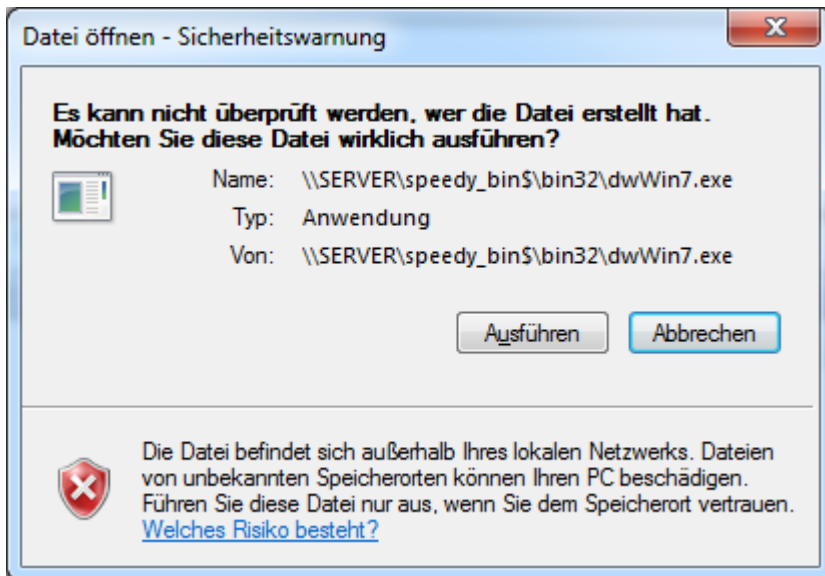 Datei öffnen - Sicherheitswarnung
Es kann nicht überprüft werden, wer die Datei erstellt hat.
Möchten Sie diese Datei wirklich ausführen?
Name: \\SERVER\speedy_bin$\bin32\dwWin7.exe
Typ: Anwendung
Von: \\SERVER\speedy_bin$\bin32\dwWin7.exe
Ausführen Abbrechen
Die Datei befindet sich außerhalb Ihres lokalen Netzwerks. Dateien
von unbekannten Speicherorten können Ihren PC beschädigen.
Führen Sie diese Datei nur aus, wenn Sie dem Speicherort vertrauen.
Welches Risiko besteht?